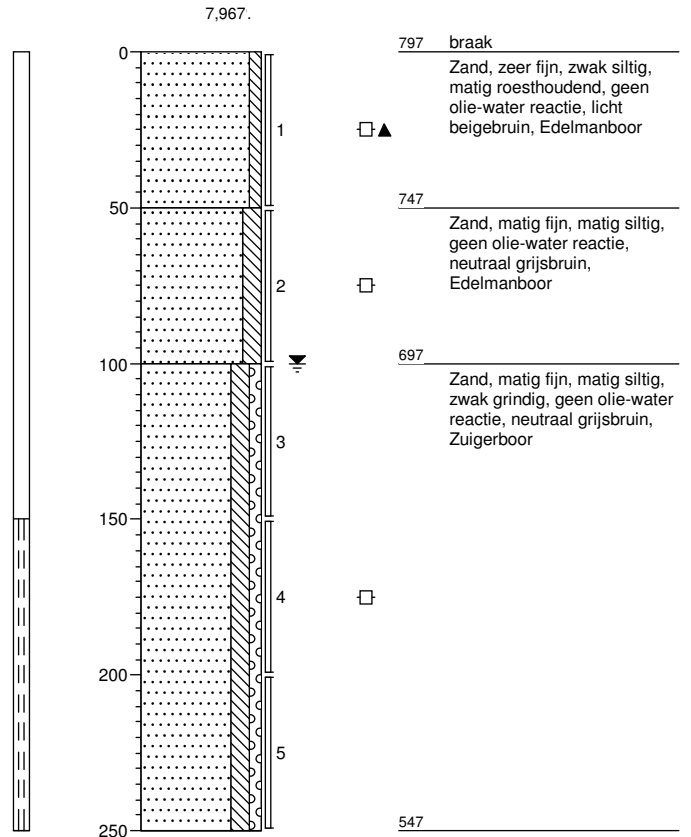 7,967.
0
50
100
150
200
250
1
2
3
4
5
797 braak
Zand, zeer fijn, zwak siltig,
matig roesthoudend, geen
olie-water reactie, licht
beigebruin, Edelmanboor
747
Zand, matig fijn, matig siltig,
geen olie-water reactie,
neutraal grijsbruin,
Edelmanboor
697
Zand, matig fijn, matig siltig,
zwak grindig, geen olie-water
reactie, neutraal grijsbruin,
Zuigerboor
547